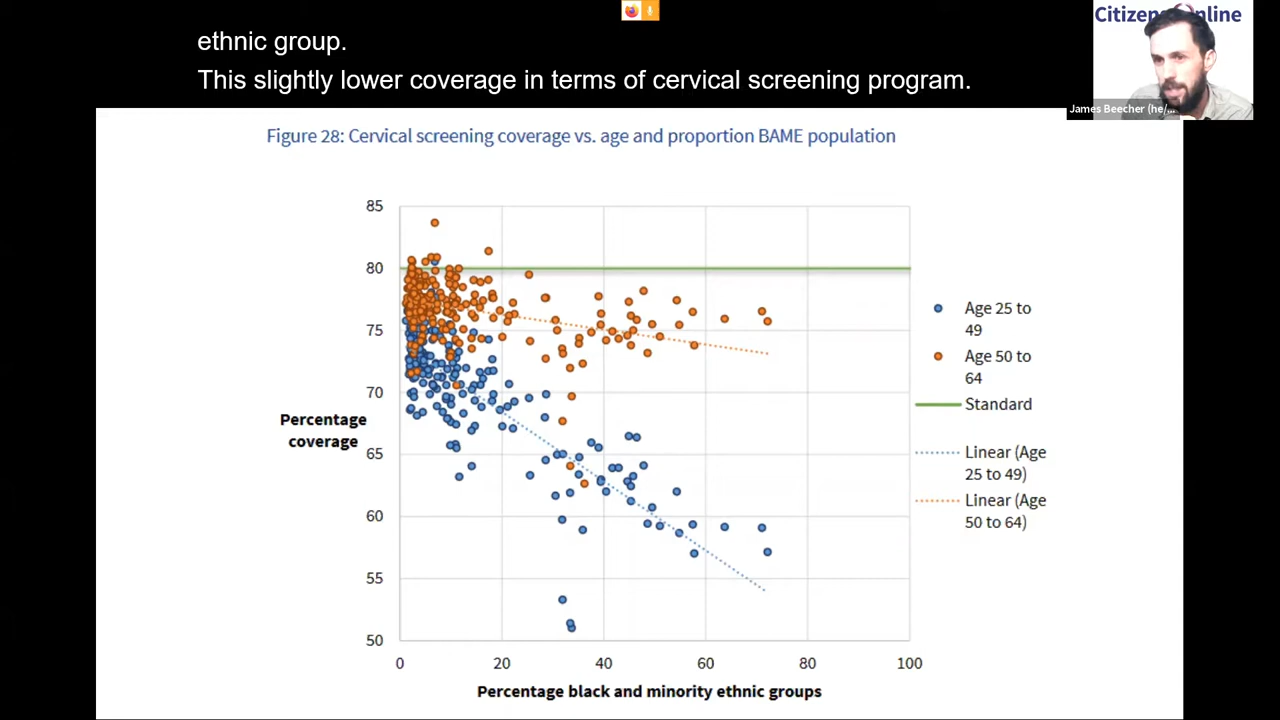 ethnic group.
This slightly lower coverage in terms of cervical screening program.
James Beecher (he/...
Figure 28: Cervical screening coverage vs. age and proportion BAME population
85
80
75
70
65
60
55
50
Percentage
coverage
0 20 40 60 80 100
Percentage black and minority ethnic groups
Age 25 to
49
Age 50 to
64
Standard
Linear (Age
25 to 49)
Linear (Age
50 to 64)